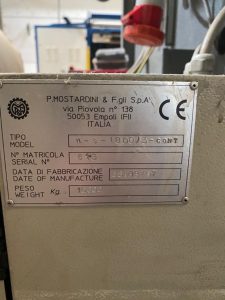 P.MOSTARDINI & F.gli S.p.A
via Piovola n° 138
50053 Empoli (FI)
ITALIA
CE
TIPO
MODEL
N° MATRICOLA
SERIAL N°
DATA DI FABBRICAZIONE
DATE OF MANUFACTURE
PESO
WEIGHT Kg.